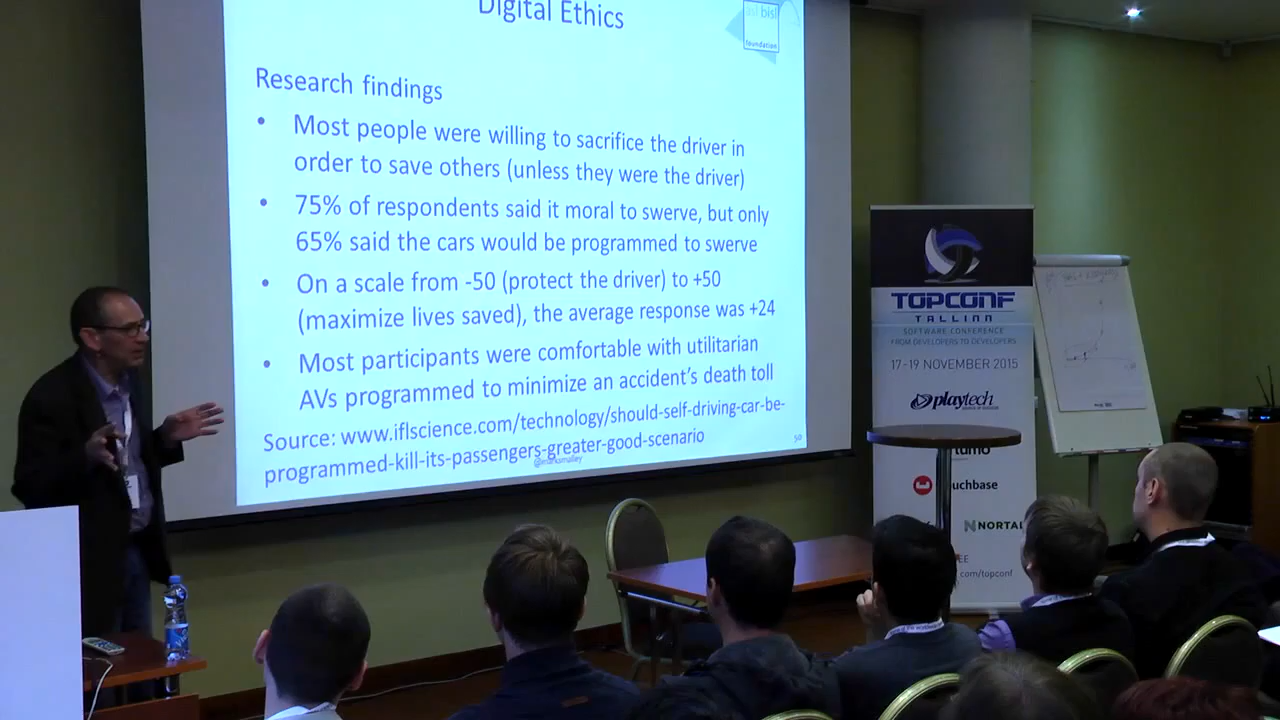 Digital Ethics
asl bisl
foundation
Research findings
• Most people were willing to sacrifice the driver in
order to save others (unless they were the driver)
• 75% of respondents said it moral to swerve, but only
65% said the cars would be programmed to swerve
• On a scale from -50 (protect the driver) to +50
(maximize lives saved), the average response was +24
• Most participants were comfortable with utilitarian
AVs programmed to minimize an accident's death toll
Source: www.iflscience.com/technology/should-self-driving-car-be-
programmed-kill-its-passengers-greater-good-scenario
@marksmalley
50
TOPCONF
TALLINN
SOFTWARE CONFERENCE
FROM DEVELOPERS TO DEVELOPERS
17-19 NOVEMBER 2015
playtech
uchbase
NORTAL
.com/topconf